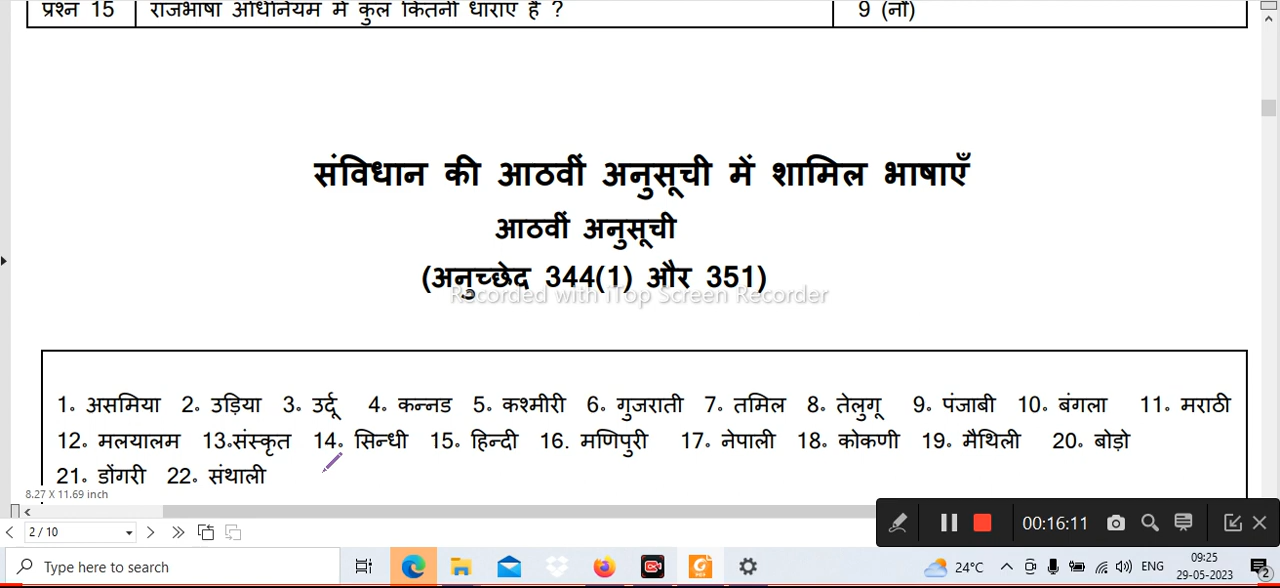 प्रश्न 15 राजभाषा अधिनियम में कुल कितनी धाराएं हैं ? 9 (नौ)
संविधान की आठवीं अनुसूची में शामिल भाषाएँ
आठवीं अनुसूची
(अनुच्छेद 344(1) और 351)
Recorded with iTop Screen Recorder
1॰ असमिया 2॰ उड़िया 3॰ उर्दू 4॰ कन्नड 5॰ कश्मीरी 6॰ गुजराती 7॰ तमिल 8॰ तेलुगू 9॰ पंजाबी 10॰ बंगला 11॰ मराठी
12॰ मलयालम 13॰संस्कृत 14॰ सिन्धी 15॰ हिन्दी 16. मणिपुरी 17॰ नेपाली 18॰ कोकणी 19॰ मैथिली 20॰ बोड़ो
21॰ डोंगरी 22॰ संथाली
8.27 X 11.69 inch
2 / 10
00:16:11
Type here to search
24°C
ENG
09:25
29-05-2023
2